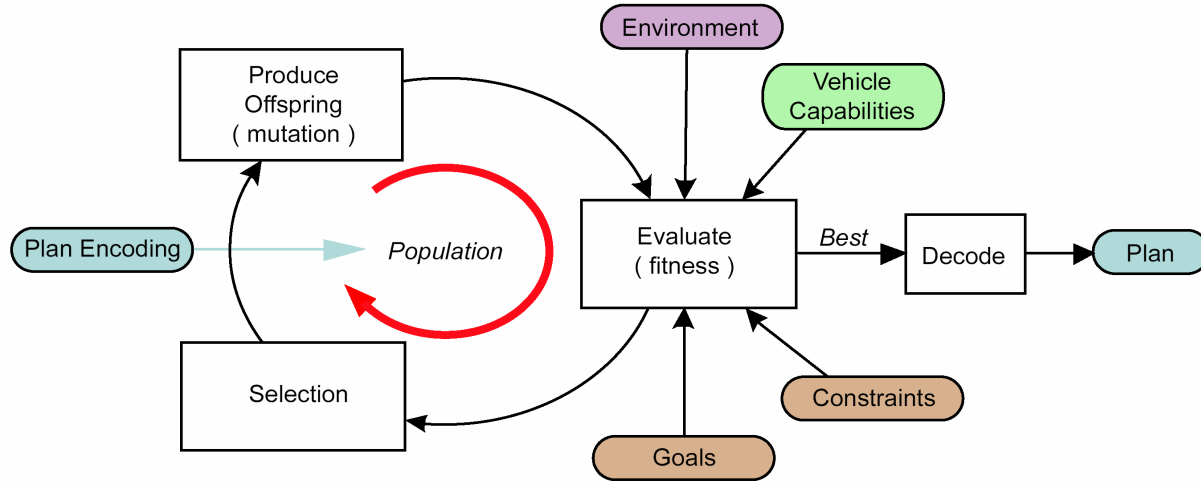 Environment
Produce
Offspring
( mutation )
Vehicle
Capabilities
Plan Encoding
Population
Evaluate
( fitness )
Best
Decode
Plan
Selection
Constraints
Goals